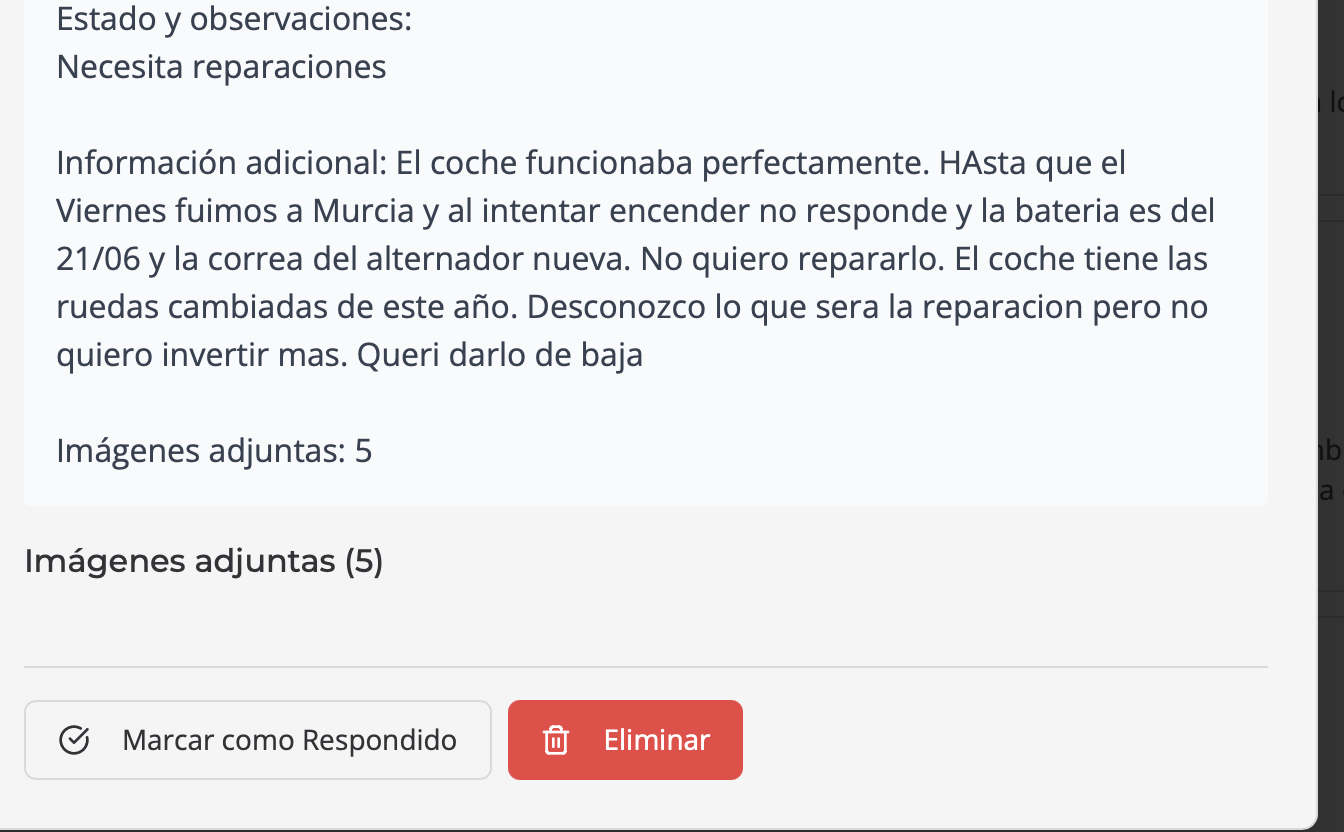 Estado y observaciones:
Necesita reparaciones
Información adicional: El coche funcionaba perfectamente. HAsta que el
Viernes fuimos a Murcia y al intentar encender no responde y la bateria es del
21/06 y la correa del alternador nueva. No quiero repararlo. El coche tiene las
ruedas cambiadas de este año. Desconozco lo que sera la reparacion pero no
quiero invertir mas. Queri darlo de baja
Imágenes adjuntas: 5
Imágenes adjuntas (5)
Marcar como Respondido
Eliminar